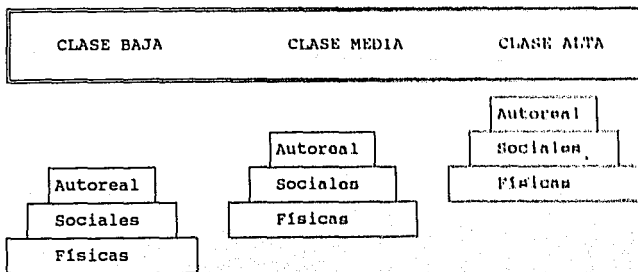 CLASE BAJA CLASE MEDIA CLASE ALTA
Autoreal
Sociales
Físicas
Autoreal
Sociales
Físicas
Autoreal
Sociales
Físicas